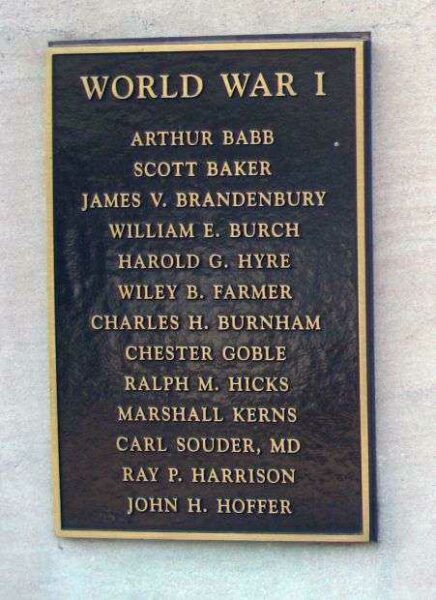 WORLD WAR I
ARTHUR BABB
SCOTT BAKER
JAMES V. BRANDENBURY
WILLIAM E. BURCH
HAROLD G. HYRE
WILEY B. FARMER
CHARLES H. BURNHAM
CHESTER GOBLE
RALPH M. HICKS
MARSHALL KERNS
CARL SOUDER, MD
RAY P. HARRISON
JOHN H. HOFFER